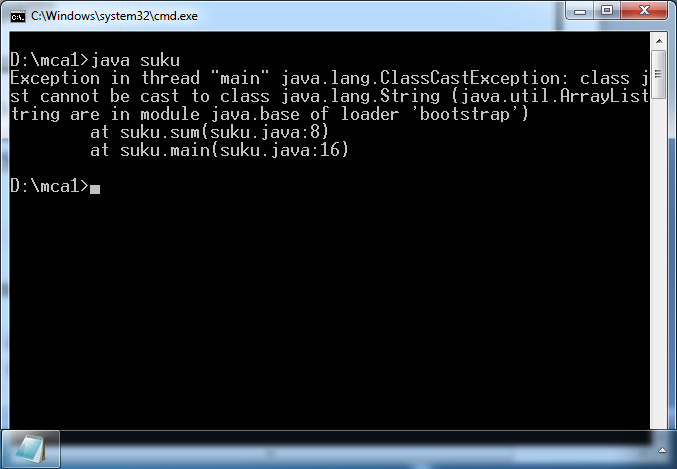 C:\Windows\system32\cmd.exe
D:\mca1>java suku
Exception in thread "main" java.lang.ClassCastException: class j
st cannot be cast to class java.lang.String (java.util.ArrayList
tring are in module java.base of loader 'bootstrap')
at suku.sum(suku.java:8)
at suku.main(suku.java:16)
D:\mca1>